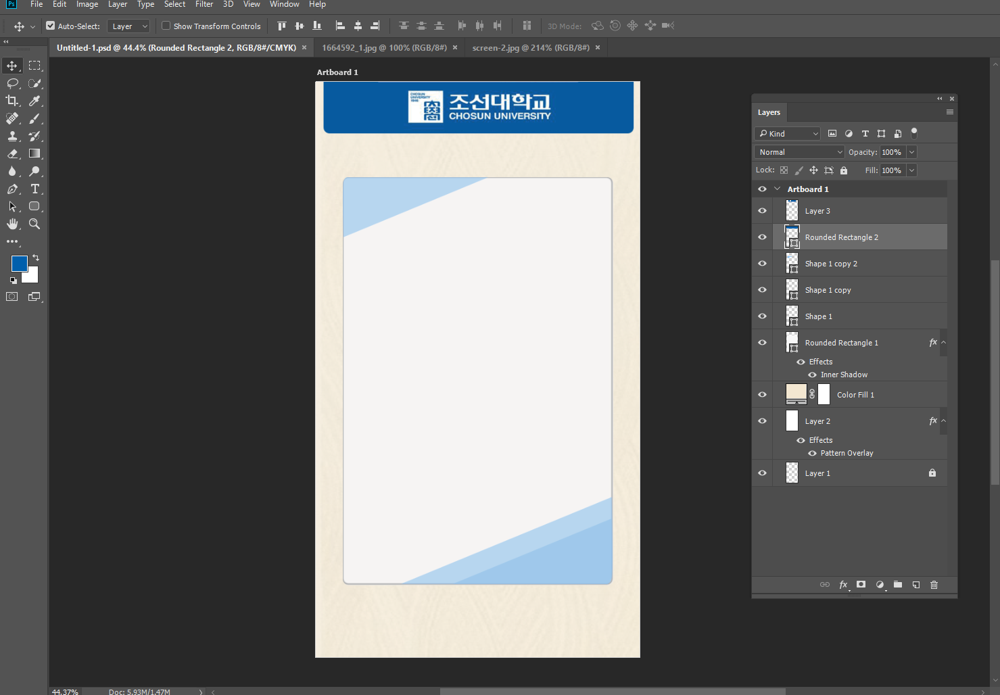 Ps File Edit Image Layer Type Select Filter 3D View Window Help
Auto-Select: Layer Show Transform Controls 3D Mode:
Untitled-1.psd @ 44.4% (Rounded Rectangle 2, RGB/8#/CMYK) × 1664592_1.jpg @ 100% (RGB/8#) × screen-2.jpg @ 214% (RGB/8#) ×
Artboard 1
CHOSUN
UNIVERSITY
1946
조선대학교
CHOSUN UNIVERSITY
Layers
Kind
Normal Opacity: 100%
Lock: Fill: 100%
Artboard 1
Layer 3
Rounded Rectangle 2
Shape 1 copy 2
Shape 1 copy
Shape 1
Rounded Rectangle 1 fx
Effects
Inner Shadow
Color Fill 1
Layer 2 fx
Effects
Pattern Overlay
Layer 1
fx
44.37% Doc: 5.93M/1.47M